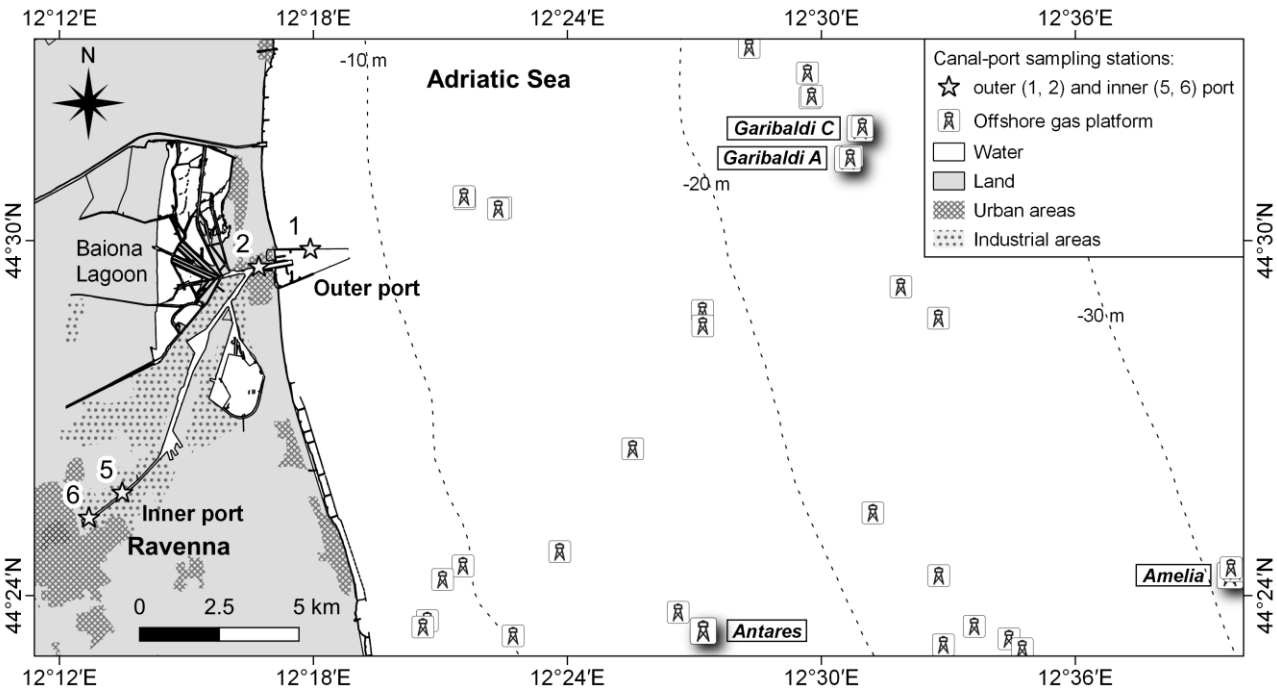 12°12′E 12°18′E 12°24′E 12°30′E 12°36′E
N
-10 m
Adriatic Sea
Canal-port sampling stations:
outer (1, 2) and inner (5, 6) port
Offshore gas platform
Water
Land
Urban areas
Industrial areas
Garibaldi C
Garibaldi A
-20 m
44°30′N
44°30′N
1
2
Baiona
Lagoon
Outer port
-30 m
5
6
Inner port
Ravenna
Amelia
44°24′N
44°24′N
0 2.5 5 km
Antares
12°12′E 12°18′E 12°24′E 12°30′E 12°36′E